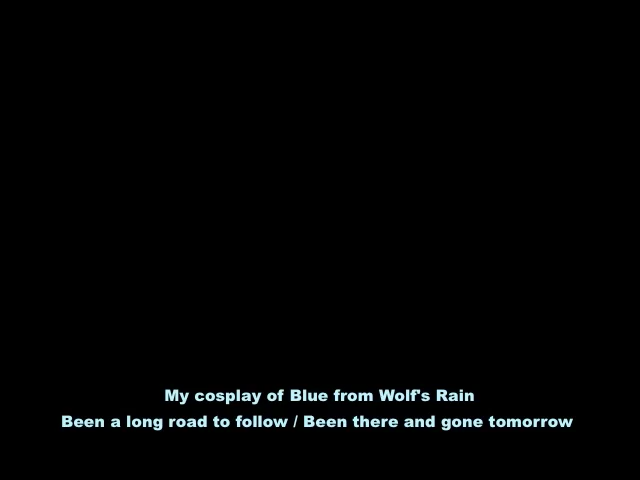 My cosplay of Blue from Wolf's Rain
Been a long road to follow / Been there and gone tomorrow